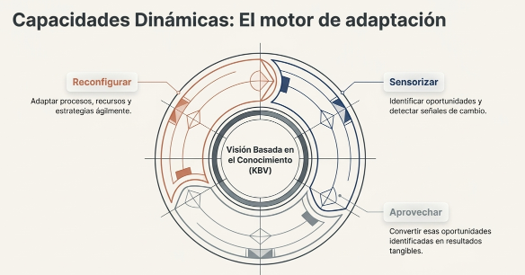 Capacidades Dinámicas: El motor de adaptación
Reconfigurar
Adaptar procesos, recursos y
estrategias ágilmente.
Sensorizar
Identificar oportunidades y
detectar señales de cambio.
Visión Basada en
el Conocimiento
(KBV)
Aprovechar
Convertir esas oportunidades
identificadas en resultados
tangibles.